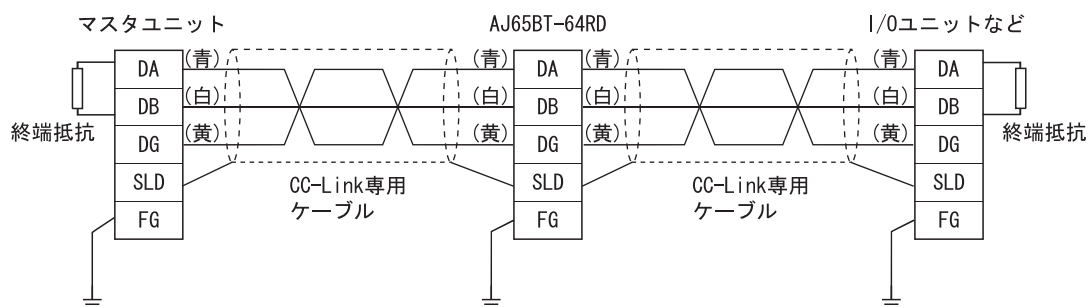 マスタユニット
AJ65BT-64RD
I/Oユニットなど
(青)
(青)
(青)
(青)
DA
DA
DA
(白)
(白)
(白)
(白)
DB
DB
DB
(黄)
(黄)
(黄)
(黄)
DG
DG
DG
終端抵抗
終端抵抗
SLD
SLD
SLD
CC-Link専用
ケーブル
CC-Link専用
ケーブル
FG
FG
FG